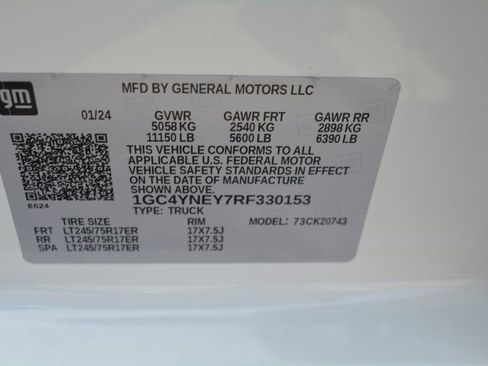 gm
MFD BY GENERAL MOTORS LLC
01/24 GVWR GAWR FRT GAWR RR
5058 KG 2540 KG 2898 KG
11150 LB 5600 LB 6390 LB
THIS VEHICLE CONFORMS TO ALL
APPLICABLE U.S. FEDERAL MOTOR
VEHICLE SAFETY STANDARDS IN EFFECT
ON THE DATE OF MANUFACTURE SHOWN ABOVE.
1GC4YNEY7RF330153
8624
TYPE: TRUCK MODEL: 73CK20743
TIRE SIZE RIM
FRT LT245/75R17ER 17X7.5J
RR LT245/75R17ER 17X7.5J
SPA LT245/75R17ER 17X7.5J